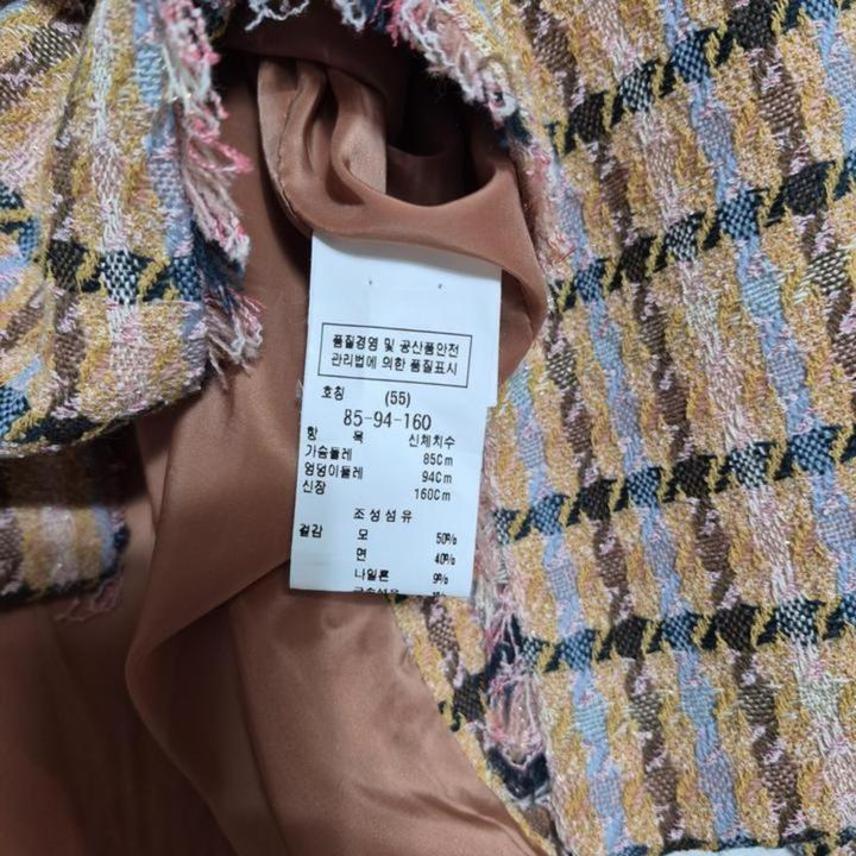 품질경영 및 공산품안전
관리법에 의한 품질표시
호칭 (55)
85-94-160
항 목 신체치수
가슴둘레 85Cm
엉덩이둘레 94Cm
신장 160Cm
조성섬유
겉감 모 50%
면 40%
나일론 9%